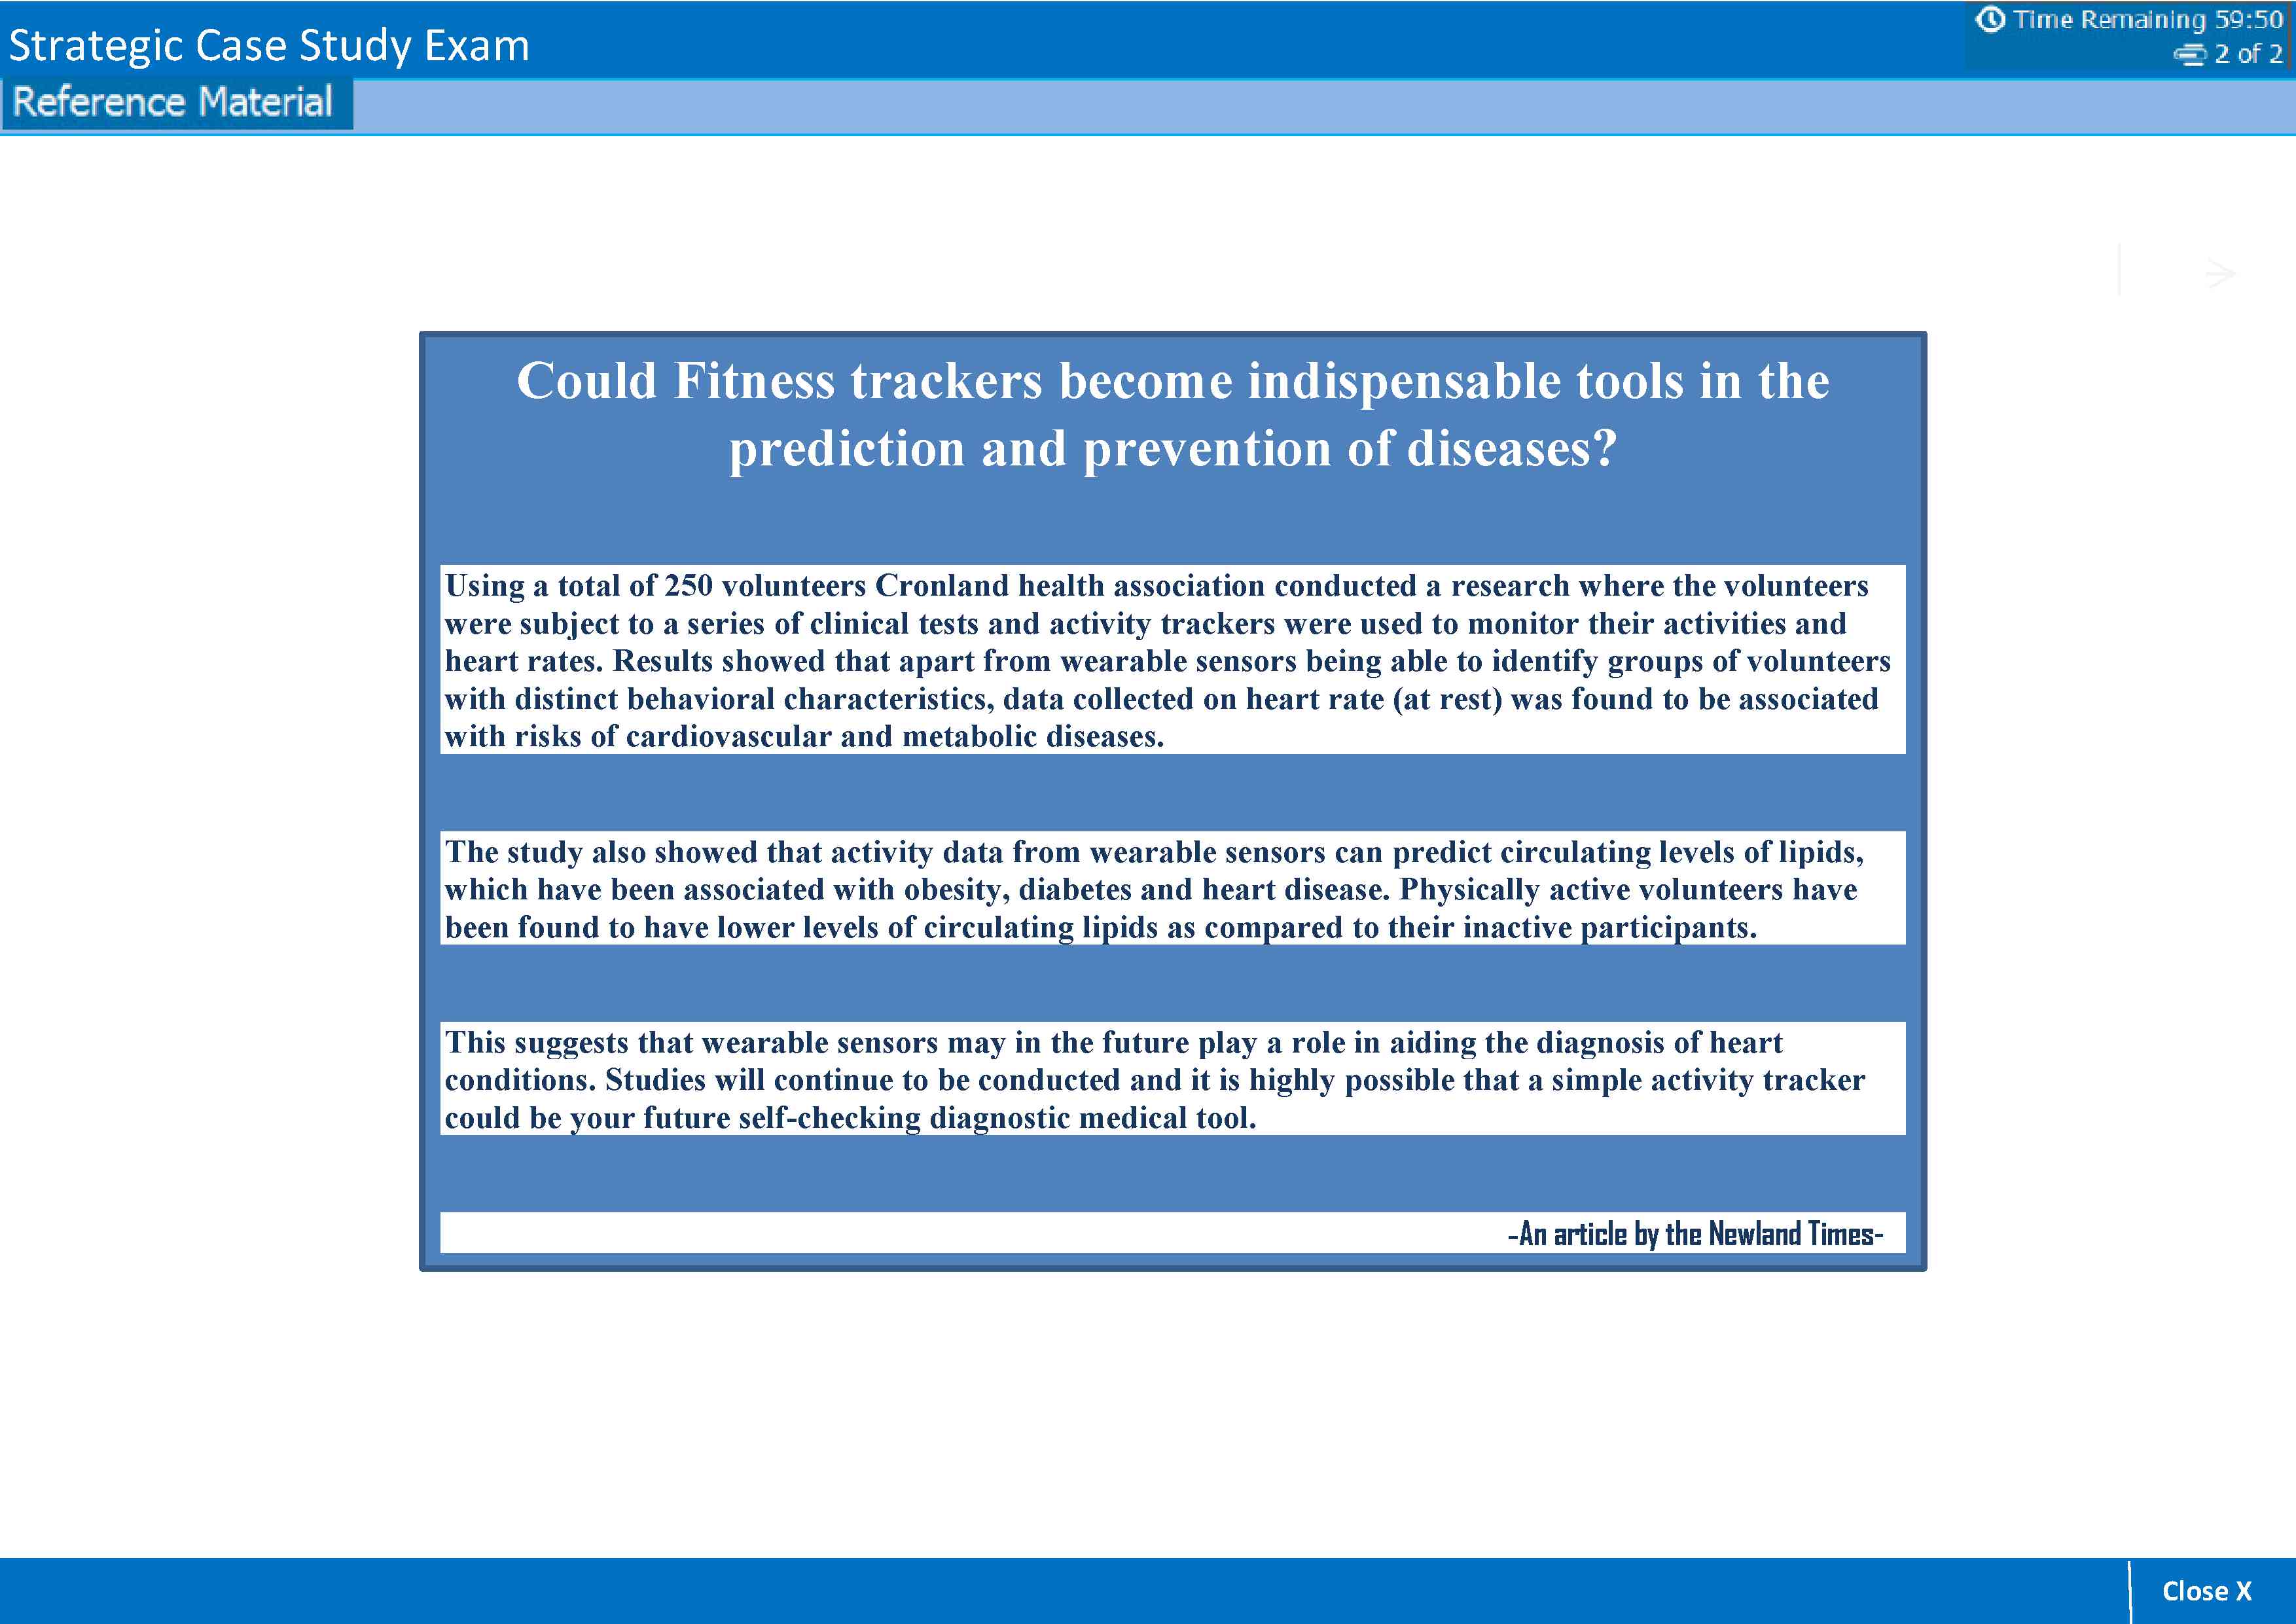 Strategic Case Study Exam
Time Remaining 59:50
2 of 2
Reference Material
Could Fitness trackers become indispensable tools in the
prediction and prevention of diseases?
Using a total of 250 volunteers Cronland health association conducted a research where the volunteers
were subject to a series of clinical tests and activity trackers were used to monitor their activities and
heart rates. Results showed that apart from wearable sensors being able to identify groups of volunteers
with distinct behavioral characteristics, data collected on heart rate (at rest) was found to be associated
with risks of cardiovascular and metabolic diseases.
The study also showed that activity data from wearable sensors can predict circulating levels of lipids,
which have been associated with obesity, diabetes and heart disease. Physically active volunteers have
been found to have lower levels of circulating lipids as compared to their inactive participants.
This suggests that wearable sensors may in the future play a role in aiding the diagnosis of heart
conditions. Studies will continue to be conducted and it is highly possible that a simple activity tracker
could be your future self-checking diagnostic medical tool.
-An article by the Newland Times-
Close X